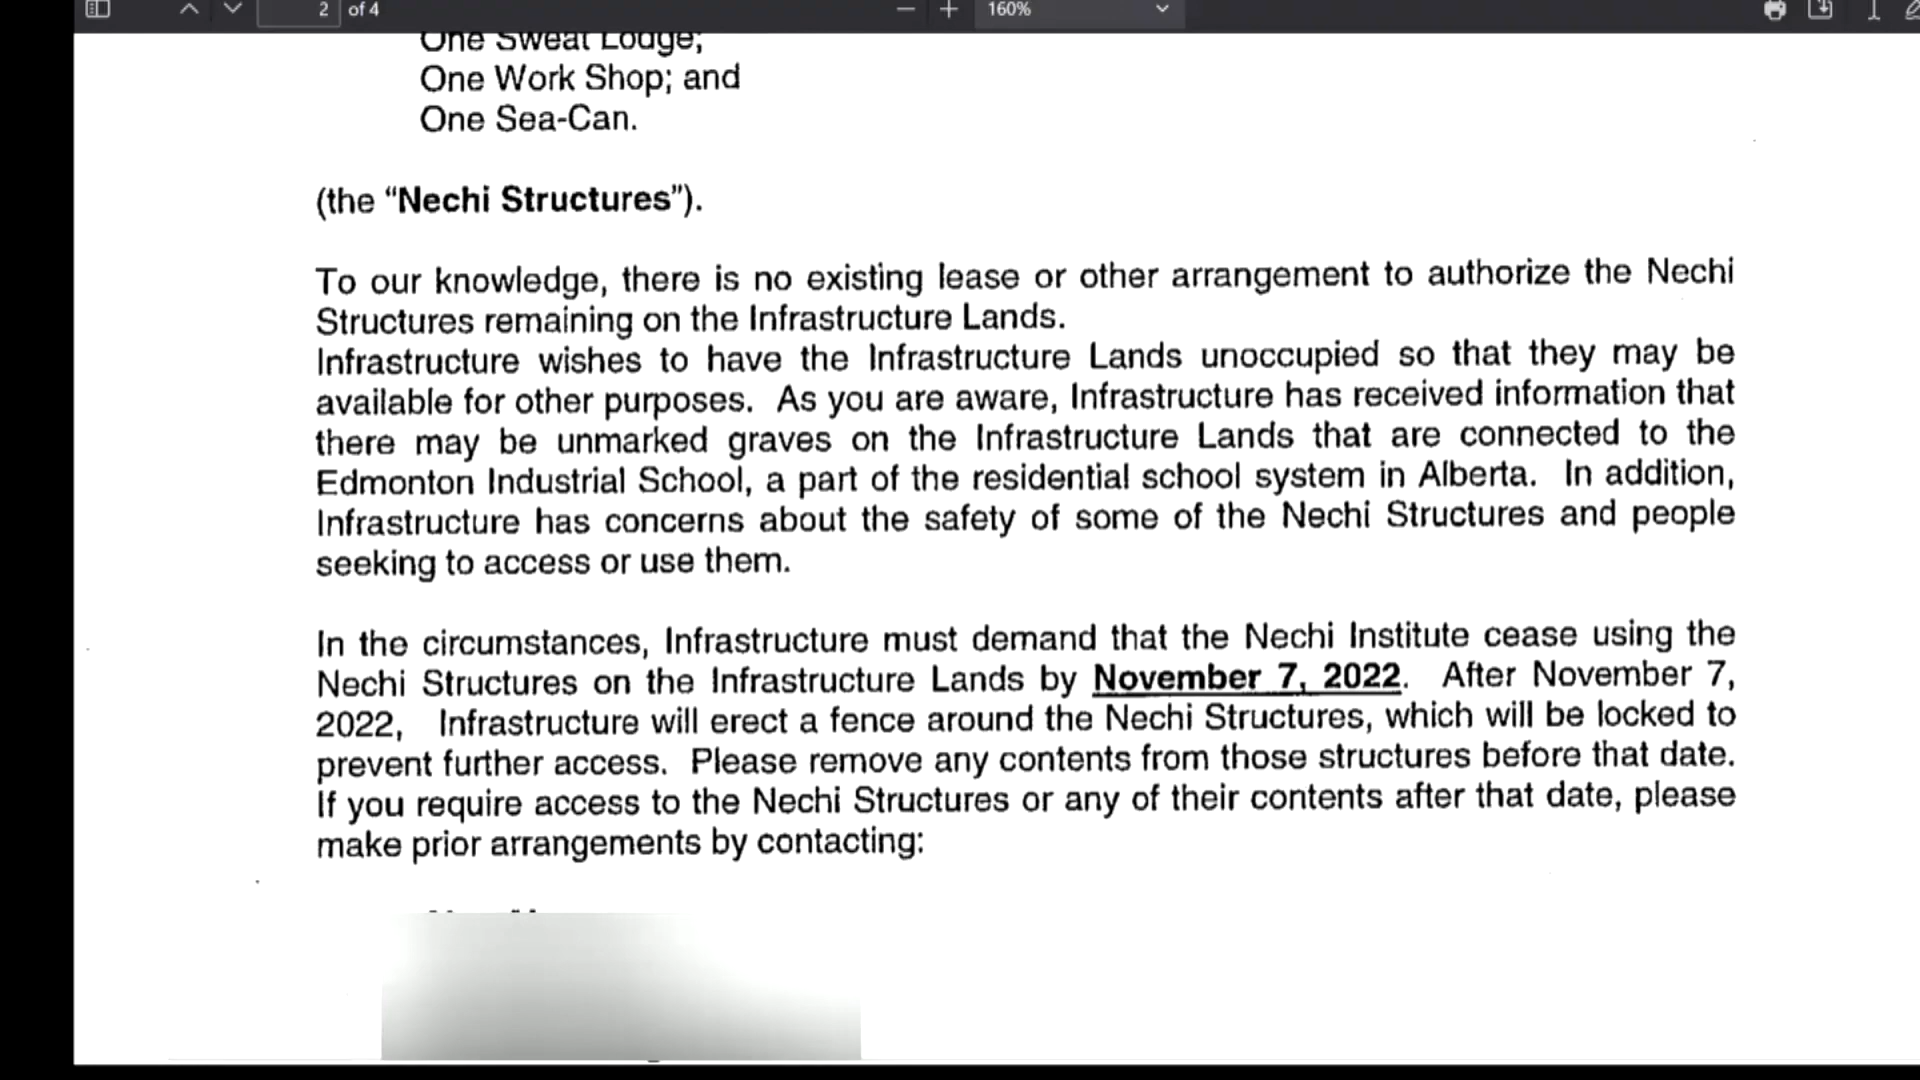 2 of 4 160%
One Sweat Lodge;
One Work Shop; and
One Sea-Can.
(the “Nechi Structures”).
To our knowledge, there is no existing lease or other arrangement to authorize the Nechi
Structures remaining on the Infrastructure Lands.
Infrastructure wishes to have the Infrastructure Lands unoccupied so that they may be
available for other purposes. As you are aware, Infrastructure has received information that
there may be unmarked graves on the Infrastructure Lands that are connected to the
Edmonton Industrial School, a part of the residential school system in Alberta. In addition,
Infrastructure has concerns about the safety of some of the Nechi Structures and people
seeking to access or use them.
In the circumstances, Infrastructure must demand that the Nechi Institute cease using the
Nechi Structures on the Infrastructure Lands by November 7, 2022. After November 7,
2022, Infrastructure will erect a fence around the Nechi Structures, which will be locked to
prevent further access. Please remove any contents from those structures before that date.
If you require access to the Nechi Structures or any of their contents after that date, please
make prior arrangements by contacting: